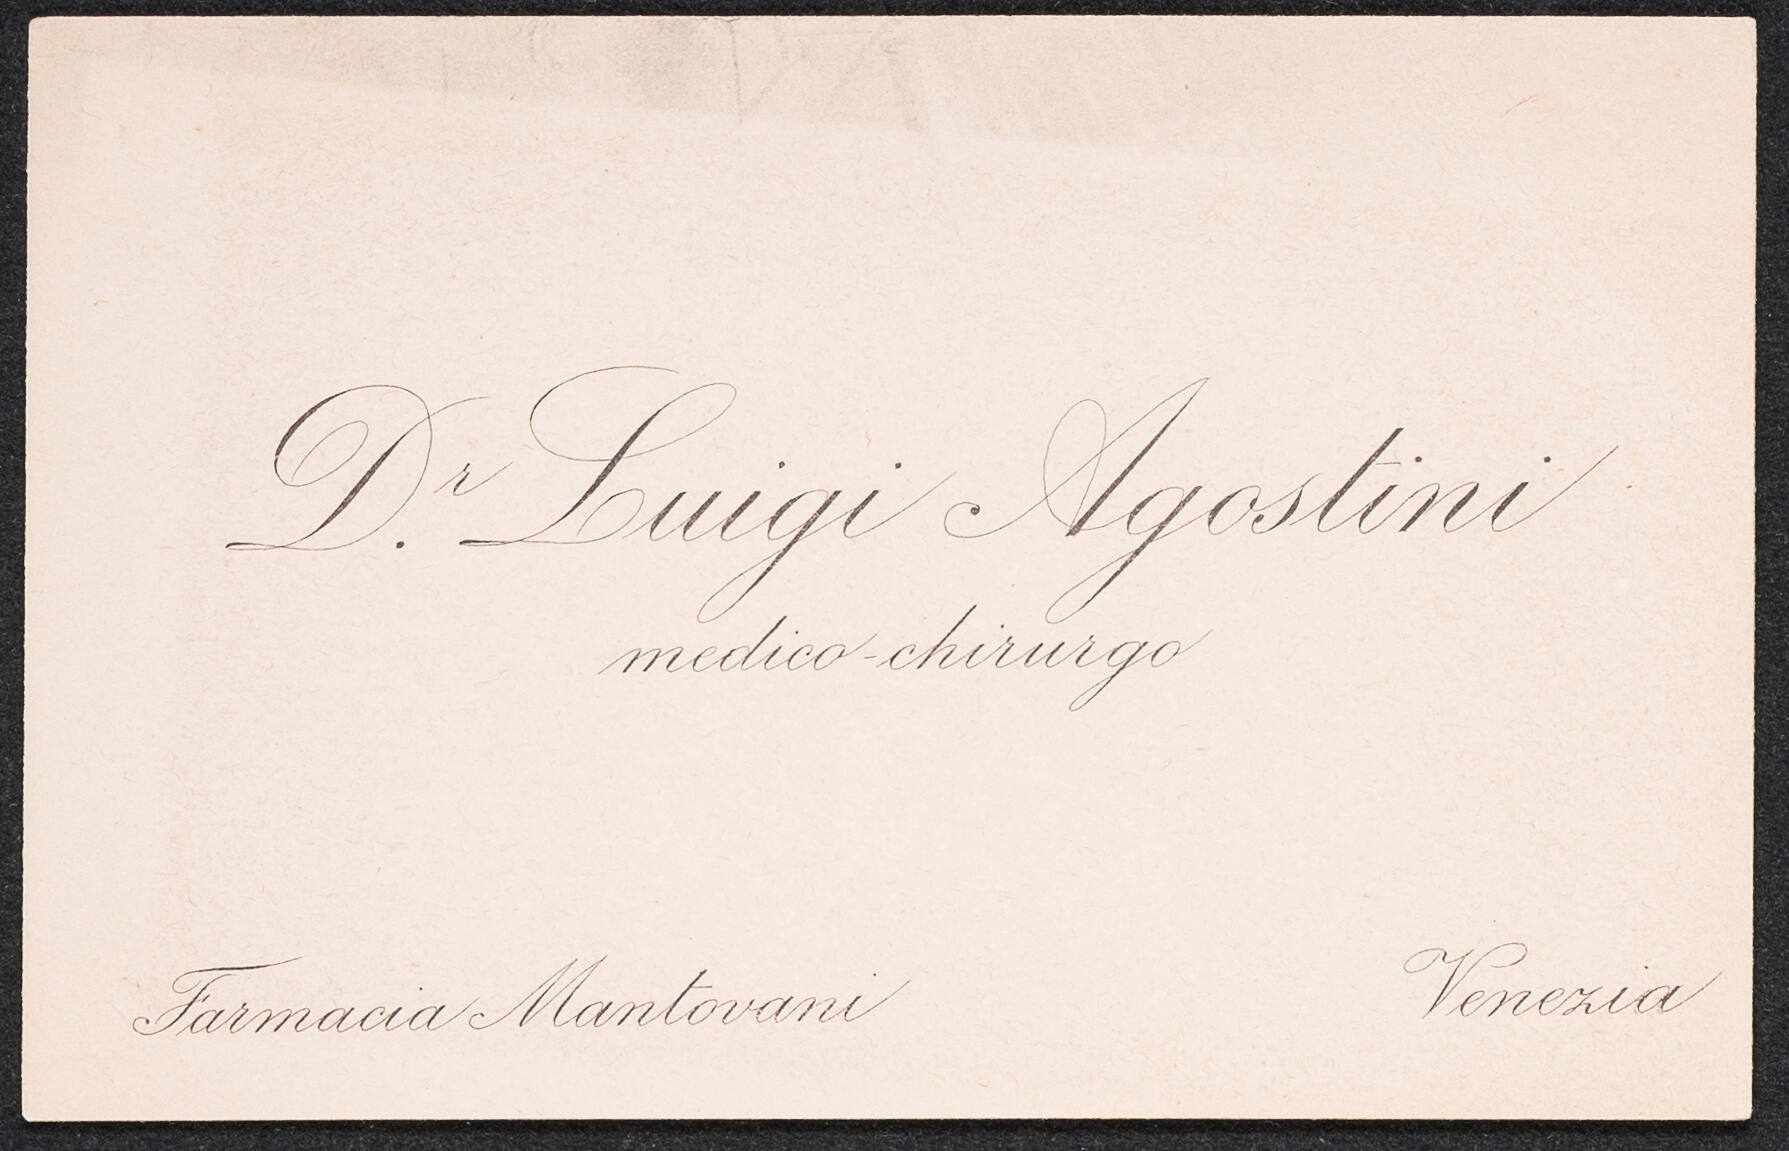 Dr. Luigi Agostini
medico-chirurgo
Farmacia Mantovani
Venezia